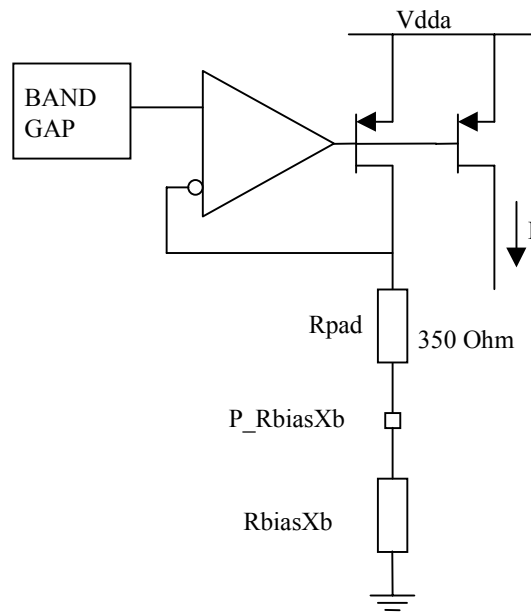 Vdda
BAND
GAP
I
Rpad
350 Ohm
P_RbiasXb
RbiasXb